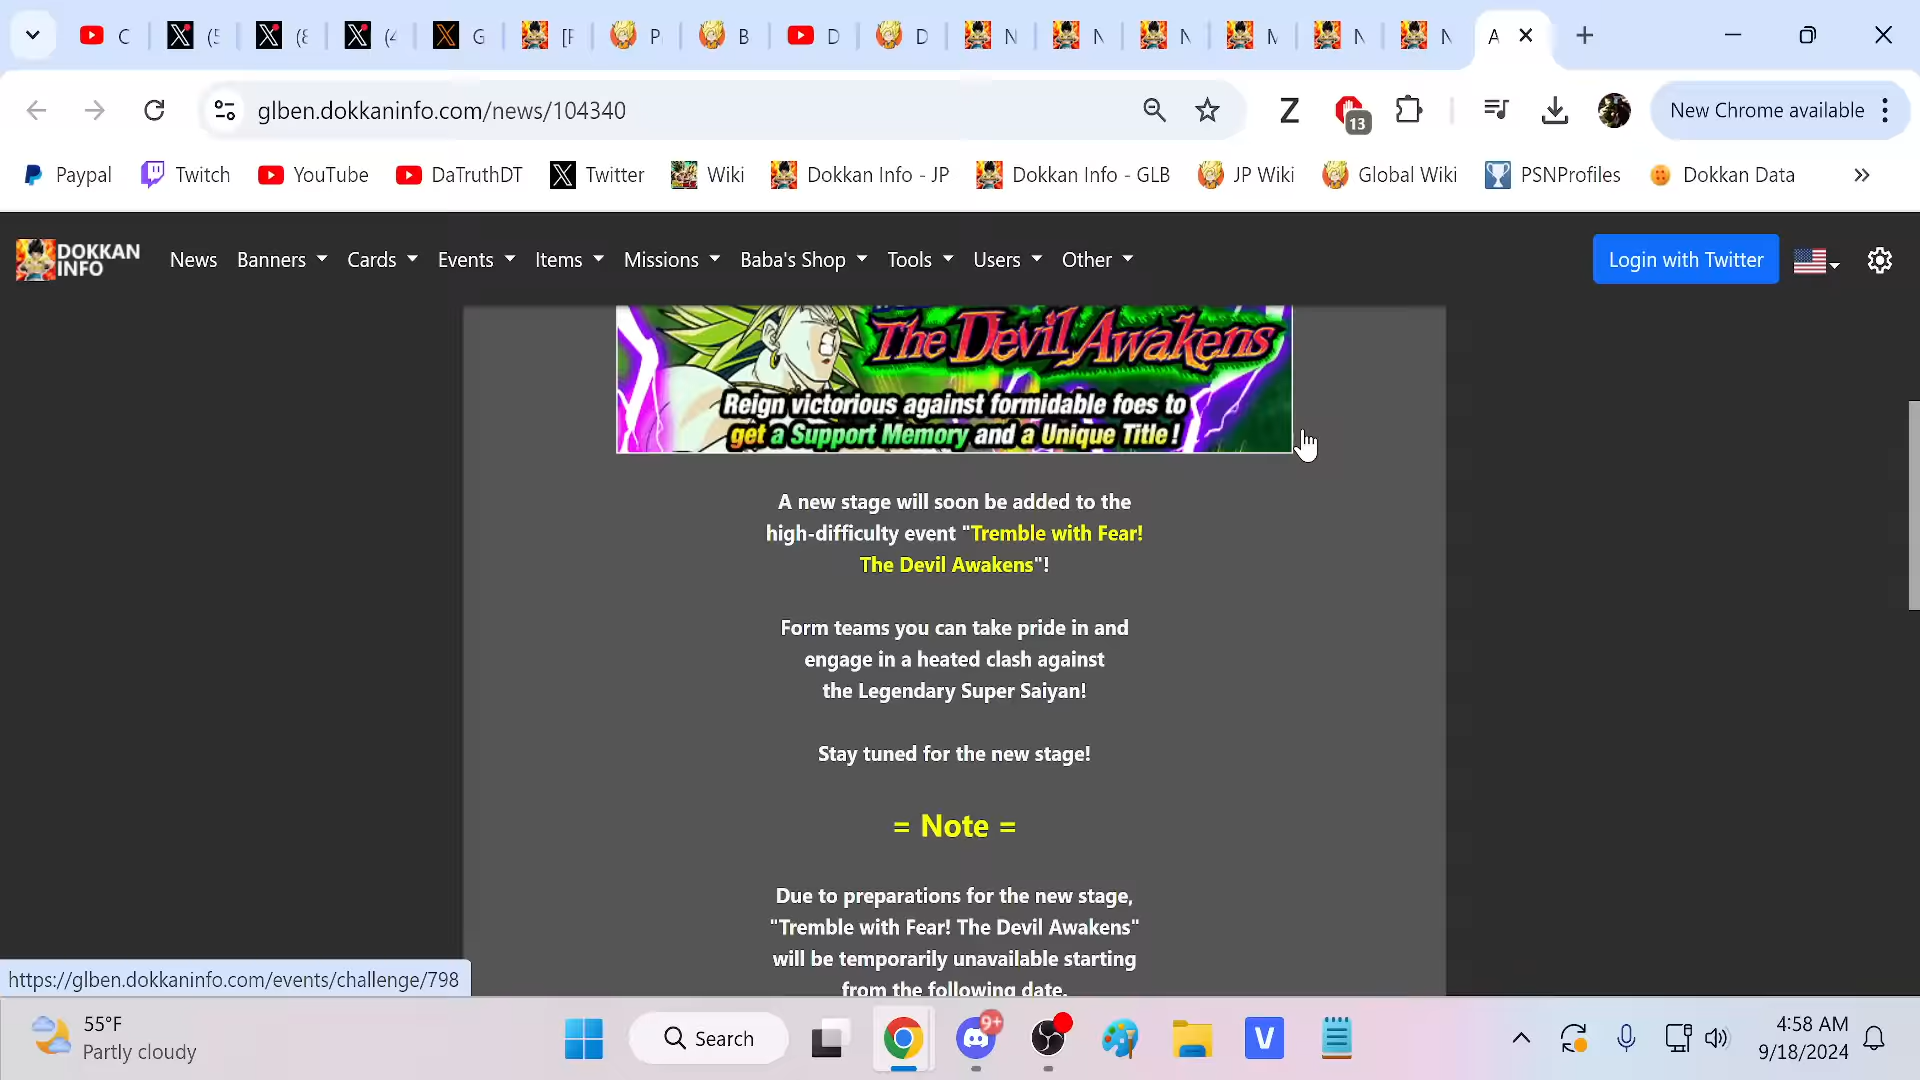 C
(5
(8
(4
G
[F
P
B
D
D
N
N
N
M
N
N
A
glben.dokkaninfo.com/news/104340
Z
13
New Chrome available
Paypal
Twitch
YouTube
DaTruthDT
Twitter
Wiki
Dokkan Info - JP
Dokkan Info - GLB
JP Wiki
Global Wiki
PSNProfiles
Dokkan Data
»
DOKKAN
INFO
News
Banners
Cards
Events
Items
Missions
Baba's Shop
Tools
Users
Other
Login with Twitter
The Devil Awakens
Reign victorious against formidable foes to
get a Support Memory and a Unique Title!
A new stage will soon be added to the
high-difficulty event "Tremble with Fear!
The Devil Awakens"!
Form teams you can take pride in and
engage in a heated clash against
the Legendary Super Saiyan!
Stay tuned for the new stage!
= Note =
Due to preparations for the new stage,
"Tremble with Fear! The Devil Awakens"
will be temporarily unavailable starting
from the following date.
https://glben.dokkaninfo.com/events/challenge/798
55°F
Partly cloudy
Search
9+
V
4:58 AM
9/18/2024